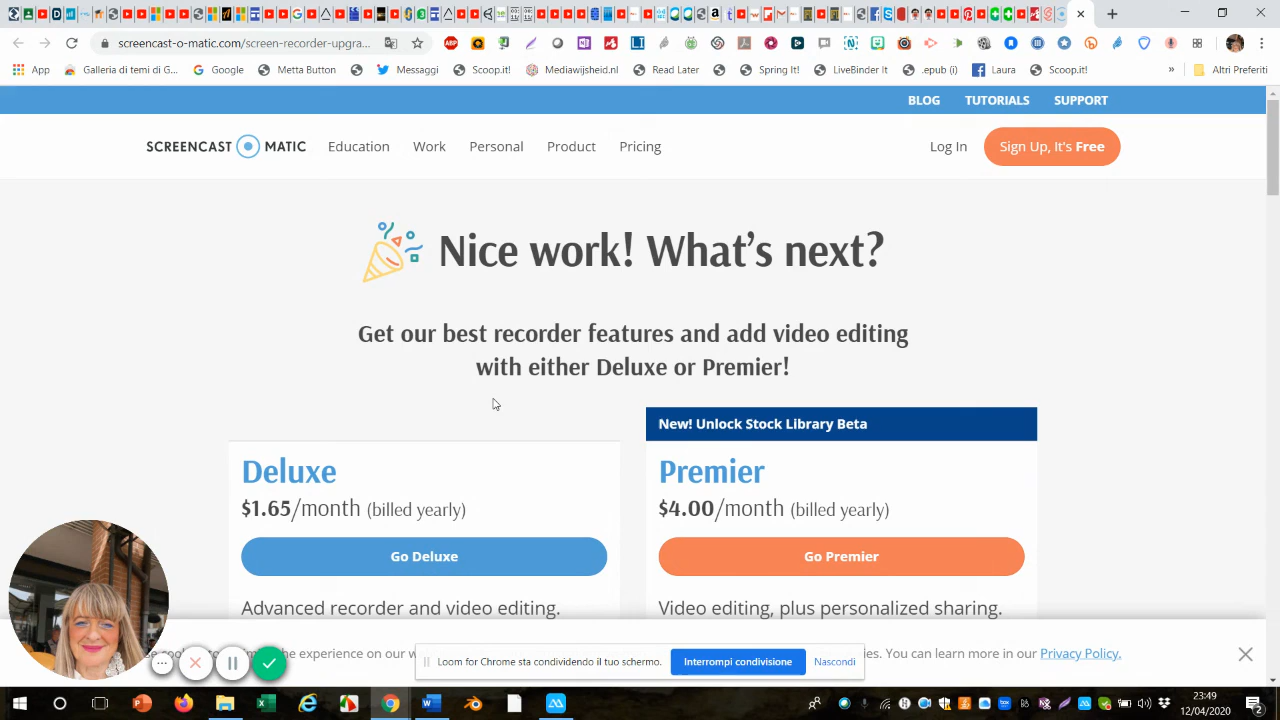 screencast-o-matic.com/screen-recorder-upgra...
App
Galleria di temi di G...
Google
Metta Button
Messaggi
Scoop.it!
Mediawijsheid.nl
Read Later
Spring It!
LiveBinder It
.epub (i)
Laura
Scoop.it!
»
Altri Preferiti
BLOG
TUTORIALS
SUPPORT
SCREENCAST MATIC
Education
Work
Personal
Product
Pricing
Log In
Sign Up, It's Free
Nice work! What's next?
Get our best recorder features and add video editing
with either Deluxe or Premier!
New! Unlock Stock Library Beta
Deluxe
$1.65/month (billed yearly)
Go Deluxe
Advanced recorder and video editing.
Premier
$4.00/month (billed yearly)
Go Premier
Video editing, plus personalized sharing.
the experience on our
ies. You can learn more in our Privacy Policy.
Loom for Chrome sta condividendo il tuo schermo.
Interrompi condivisione
Nascondi
23:49
12/04/2020
2